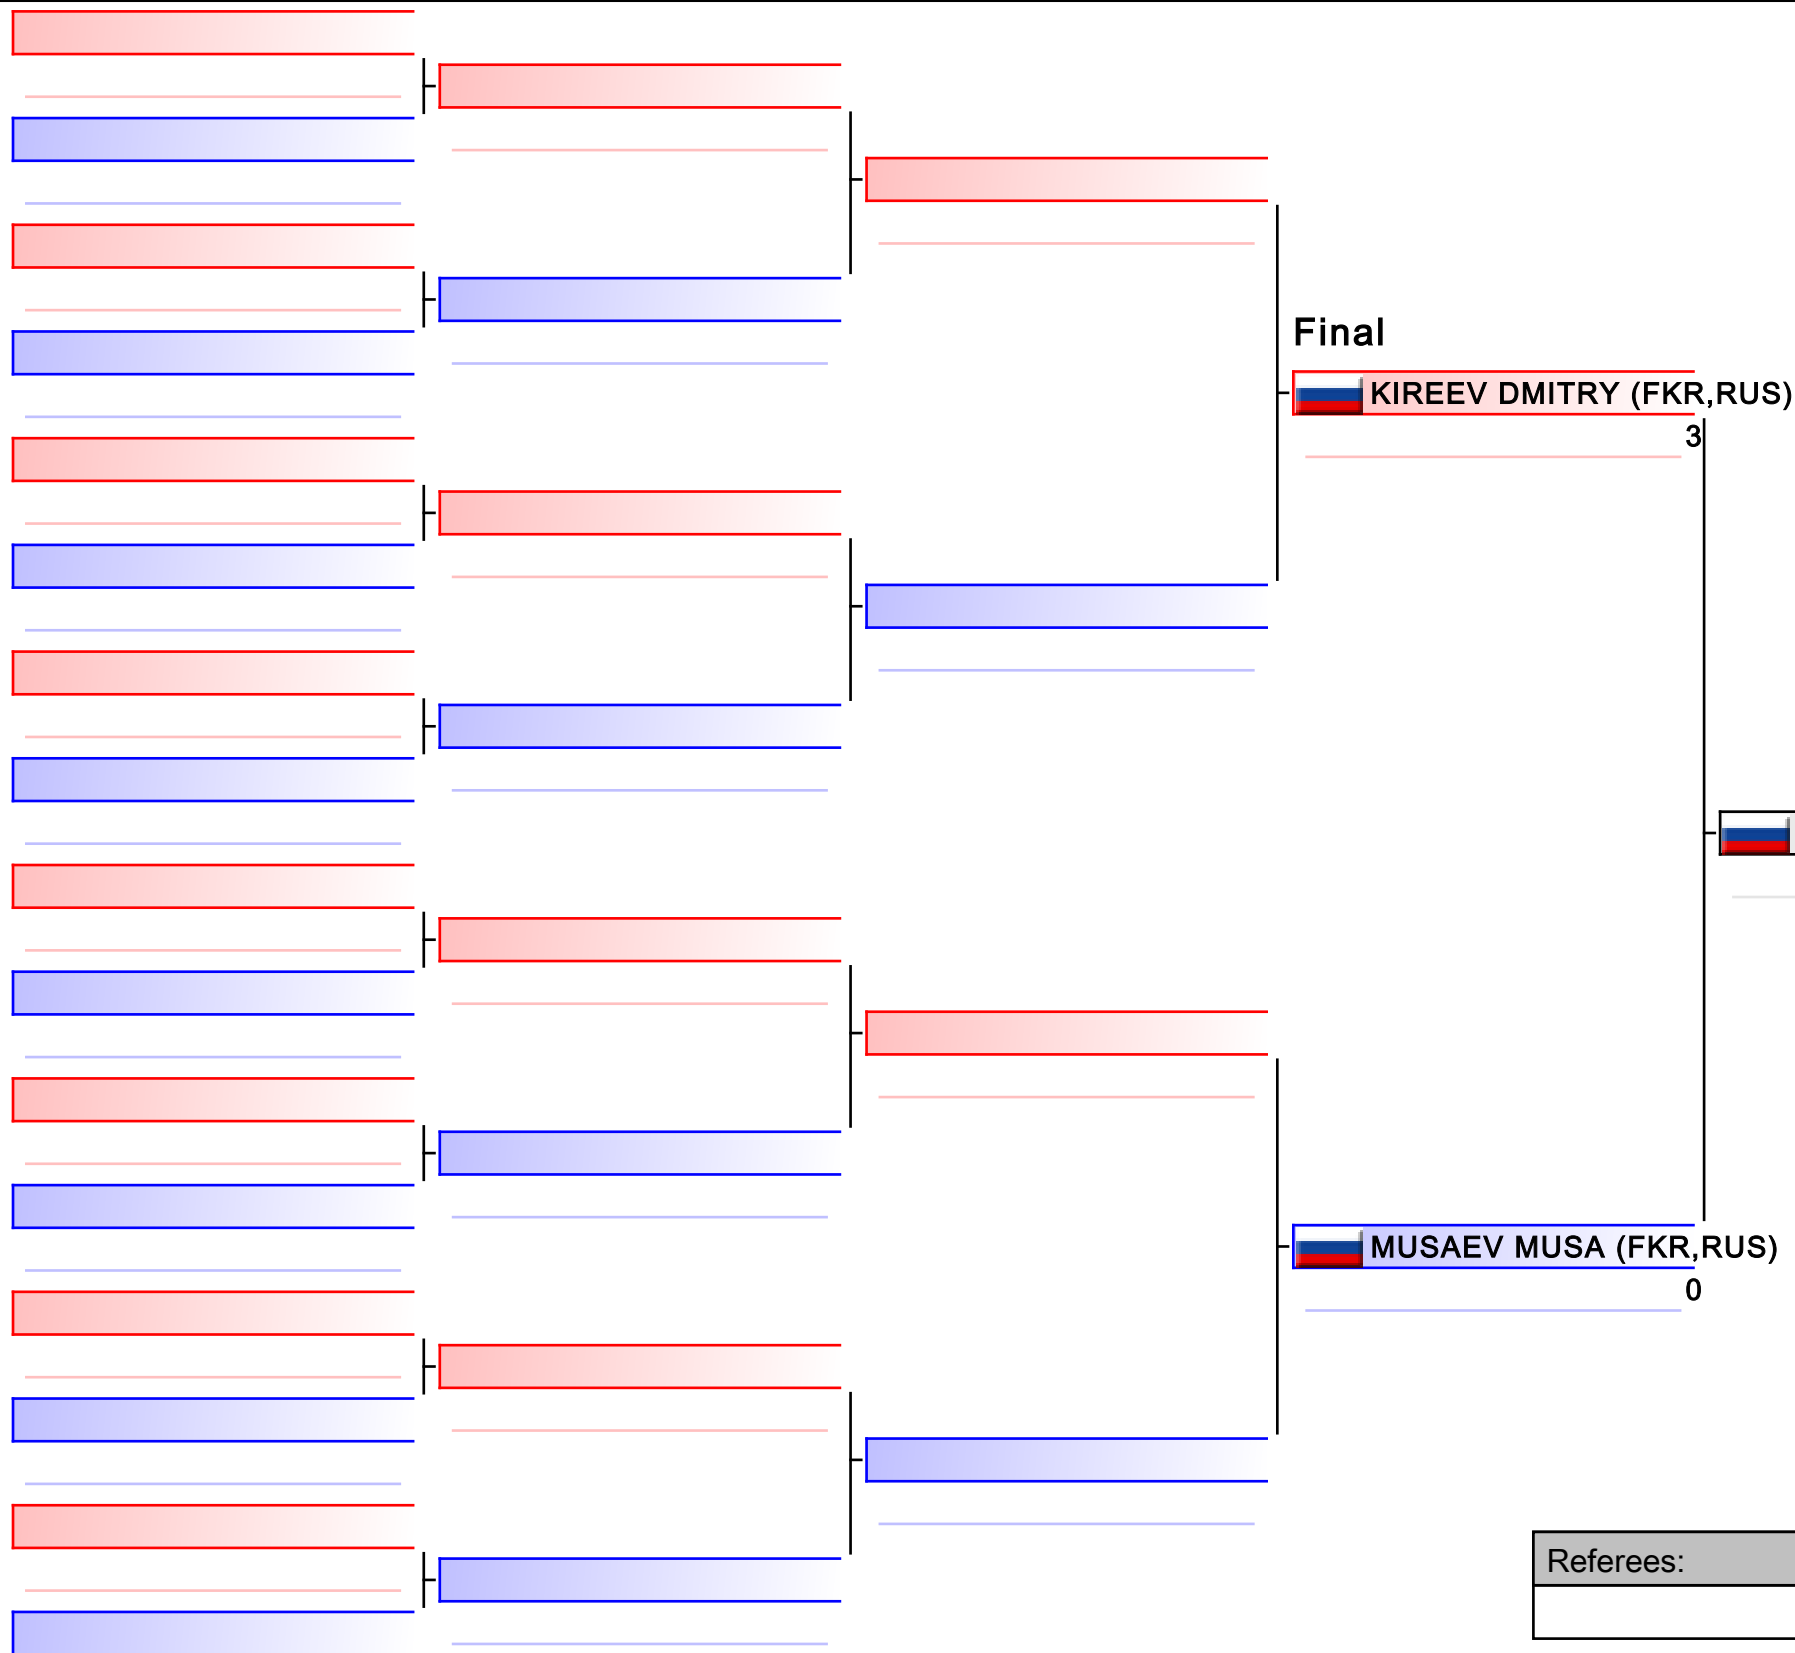 Final
KIREEV DMITRY (FKR,RUS)
3
MUSAEV MUSA (FKR,RUS)
0
Referees: